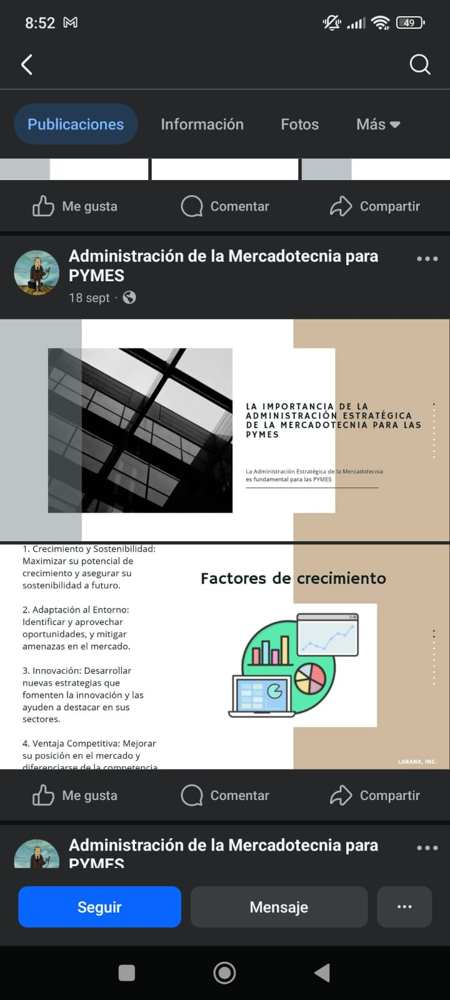 8:52
49
Publicaciones
Información
Fotos
Más
Me gusta
Comentar
Compartir
Administración de la Mercadotecnia para
PYMES
18 sept ·
LA IMPORTANCIA DE LA
ADMINISTRACIÓN ESTRATÉGICA
DE LA MERCADOTECNIA PARA LAS
PYMES
La Administración Estratégica de la Mercadotecnia
es fundamental para las PYMES
1. Crecimiento y Sostenibilidad:
Maximizar su potencial de
crecimiento y asegurar su
sostenibilidad a futuro.
2. Adaptación al Entorno:
Identificar y aprovechar
oportunidades, y mitigar
amenazas en el mercado.
3. Innovación: Desarrollar
nuevas estrategias que
fomenten la innovación y las
ayuden a destacar en sus
sectores.
4. Ventaja Competitiva: Mejorar
su posición en el mercado y
diferenciarse de la competencia
Factores de crecimiento
LARANA, INC.
Me gusta
Comentar
Compartir
Administración de la Mercadotecnia para
PYMES
Seguir
Mensaje